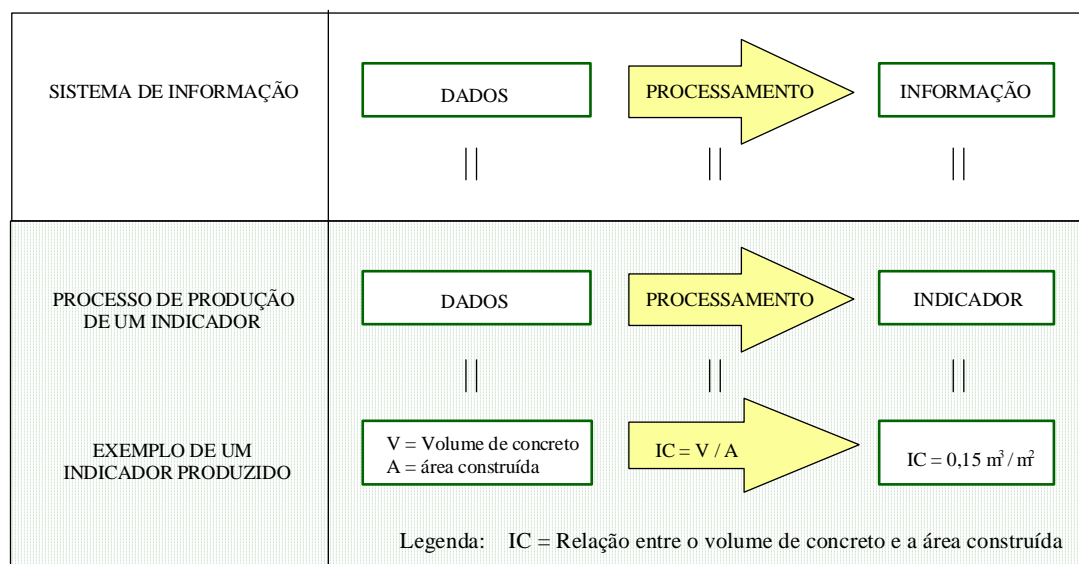 SISTEMA DE INFORMAÇÃO
DADOS
PROCESSAMENTO
INFORMAÇÃO
PROCESSO DE PRODUÇÃO
DE UM INDICADOR
DADOS
PROCESSAMENTO
INDICADOR
EXEMPLO DE UM
INDICADOR PRODUZIDO
V = Volume de concreto
A = área construída
IC = V / A
IC = 0,15 m³ / m²
Legenda: IC = Relação entre o volume de concreto e a área construída